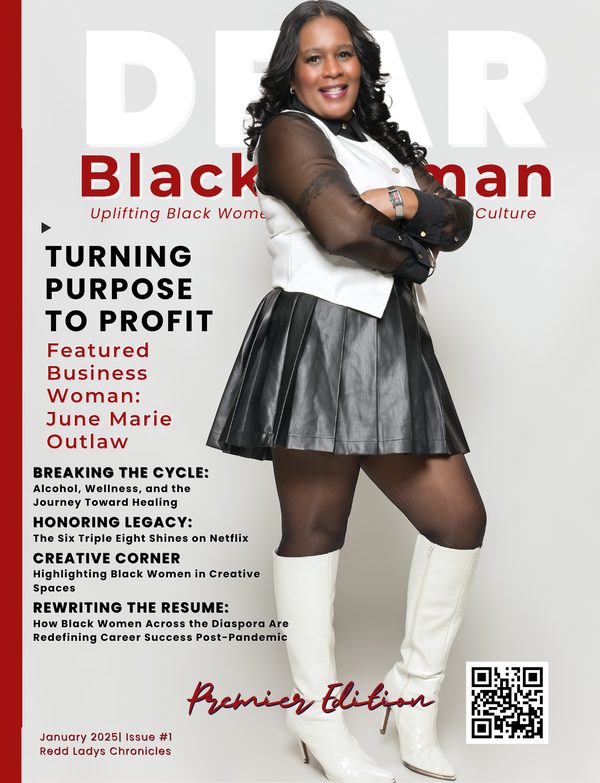 DEAR
Black Woman
Uplifting Black Culture
TURNING
PURPOSE
TO PROFIT
Featured
Business
Woman:
June Marie
Outlaw
BREAKING THE CYCLE:
Alcohol, Wellness, and the
Journey Toward Healing
HONORING LEGACY:
The Six Triple Eight Shines on Netflix
CREATIVE CORNER
Highlighting Black Women in Creative
Spaces
REWRITING THE RESUME:
How Black Women Across the Diaspora Are
Redefining Career Success Post-Pandemic
Premier Edition
January 2025| Issue #1
Redd Ladys Chronicles